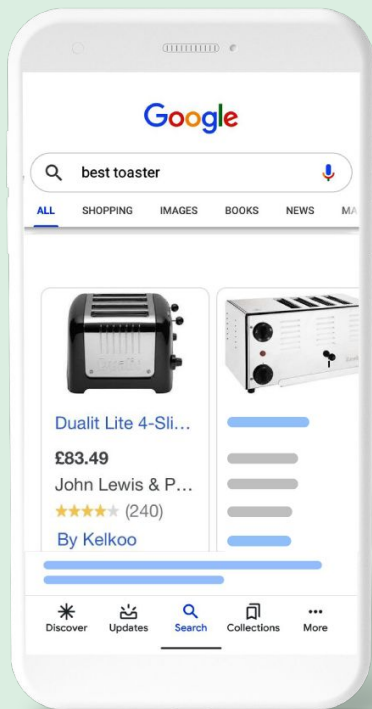 Google
best toaster
ALL SHOPPING IMAGES BOOKS NEWS MA
Dualit Lite 4-Sli...
£83.49
John Lewis & P...
(240)
By Kelkoo
Discover Updates Search Collections More